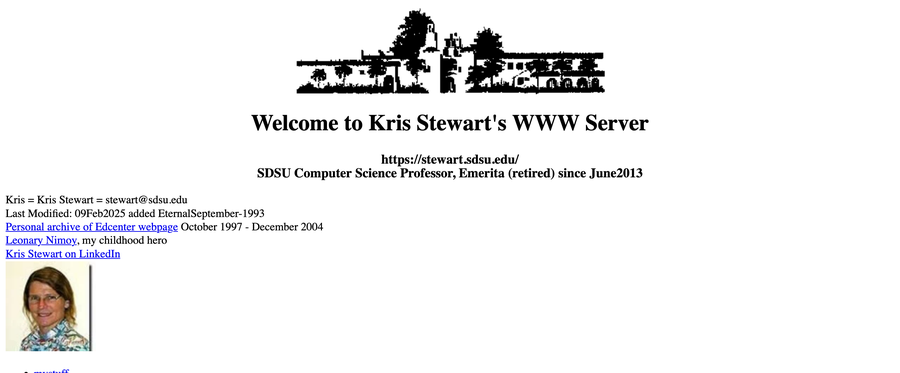 Welcome to Kris Stewart's WWW Server
https://stewart.sdsu.edu/
SDSU Computer Science Professor, Emerita (retired) since June2013
Kris = Kris Stewart = stewart@sdsu.edu
Last Modified: 09Feb2025 added EternalSeptember-1993
Personal archive of Edcenter webpage October 1997 - December 2004
Leonary Nimoy, my childhood hero
Kris Stewart on LinkedIn